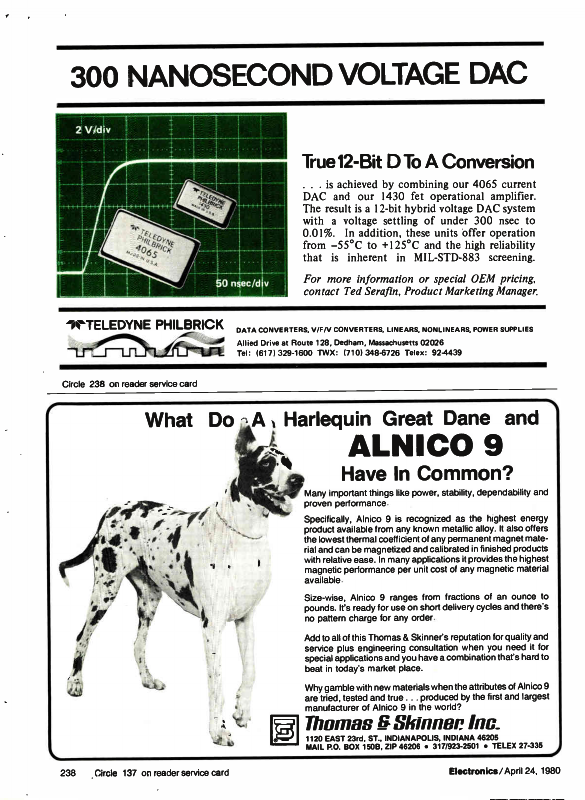 300 NANOSECOND VOLTAGE DAC
2 V/div
TELEDYNE
PHILBRICK
1430
MADE IN U.S.A.
TELEDYNE
PHILBRICK
4065
MADE IN U.S.A.
50 nsec/div
True 12-Bit D To A Conversion
. . . is achieved by combining our 4065 current
DAC and our 1430 fet operational amplifier.
The result is a 12-bit hybrid voltage DAC system
with a voltage settling of under 300 nsec to
0.01%. In addition, these units offer operation
from -55°C to +125°C and the high reliability
that is inherent in MIL-STD-883 screening.
For more information or special OEM pricing,
contact Ted Serafin, Product Marketing Manager.
TELEDYNE PHILBRICK
DATA CONVERTERS, V/F/V CONVERTERS, LINEARS, NONLINEARS, POWER SUPPLIES
Allied Drive at Route 128, Dedham, Massachusetts 02026
Tel: (617) 329-1600 TWX: (710) 348-6726 Telex: 92-4439
Circle 238 on reader service card
What Do A Harlequin Great Dane and
ALNICO 9
Have In Common?
Many important things like power, stability, dependability and
proven performance.
Specifically, Alnico 9 is recognized as the highest energy
product available from any known metallic alloy. It also offers
the lowest thermal coefficient of any permanent magnet mate-
rial and can be magnetized and calibrated in finished products
with relative ease. In many applications it provides the highest
magnetic performance per unit cost of any magnetic material
available.
Size-wise, Alnico 9 ranges from fractions of an ounce to
pounds. It's ready for use on short delivery cycles and there's
no pattern charge for any order.
Add to all of this Thomas & Skinner's reputation for quality and
service plus engineering consultation when you need it for
special applications and you have a combination that's hard to
beat in today's market place.
Why gamble with new materials when the attributes of Alnico 9
are tried, tested and true . . . produced by the first and largest
manufacturer of Alnico 9 in the world?
Thomas & Skinner, Inc.
1120 EAST 23rd, ST., INDIANAPOLIS, INDIANA 46205
MAIL P.O. BOX 150B, ZIP 46206 • 317/923-2501 • TELEX 27-335
238 Circle 137 on reader service card
Electronics/April 24, 1980